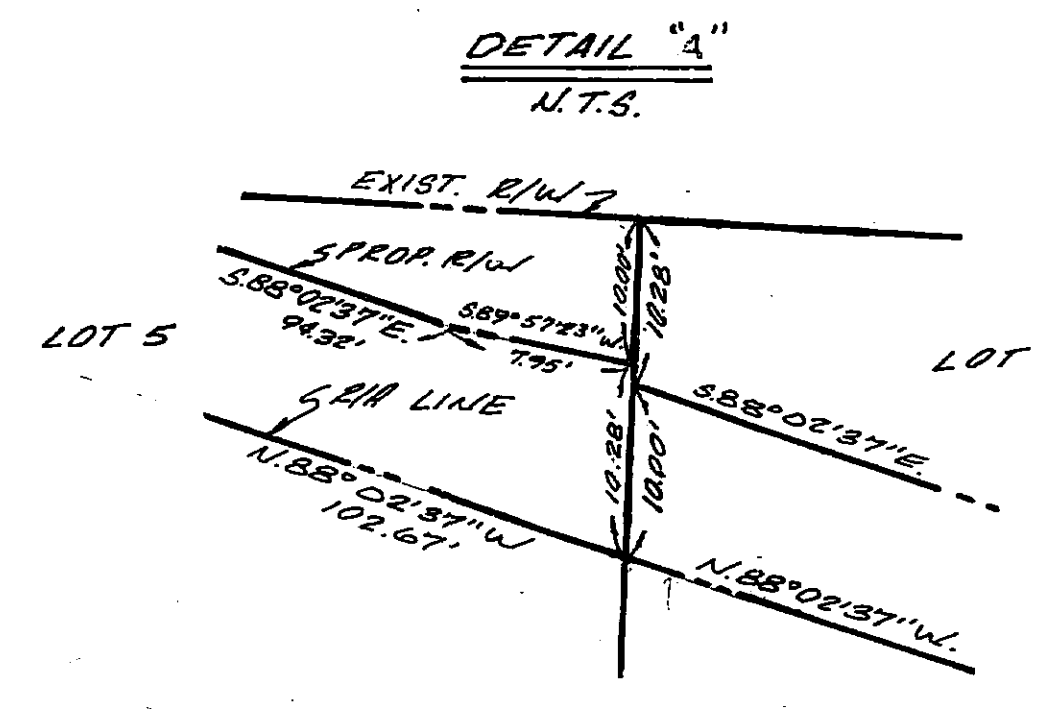 DETAIL "A"
N.T.S.
EXIST. R/W
PROP. R/W
S.88°02'37"E.
94.32'
S.89°57'23"W.
7.95'
10.00'
10.28'
LOT 5
LOT
R/A LINE
N.88°02'37"W
102.67'
10.28'
10.00'
S.88°02'37"E.
N.88°02'37"W.